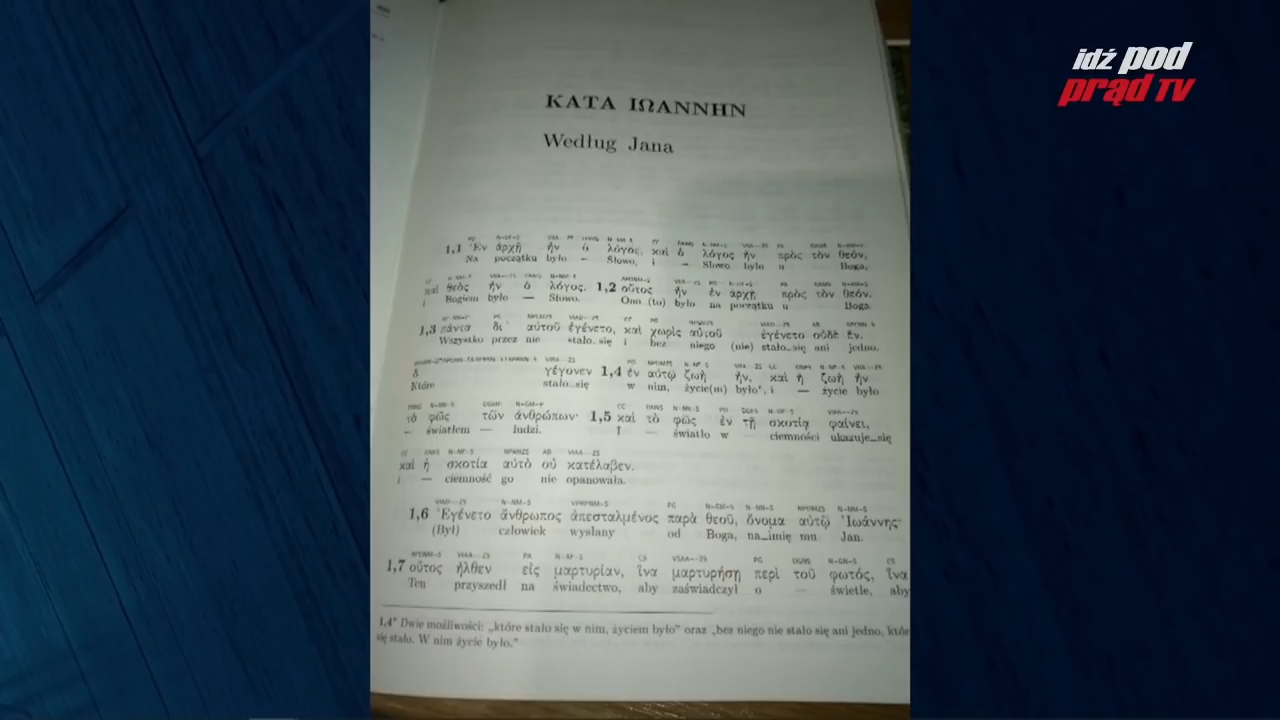 idź pod
prąd TV
ΚΑΤΑ ΙΩΑΝΝΗΝ
Według Jana
1,1 Ἐν ἀρχῇ ἦν ὁ λόγος, καὶ ὁ λόγος ἦν πρὸς τὸν θεόν,
Na początku było — Słowo, i — Słowo było u Boga,
καὶ θεὸς ἦν ὁ λόγος. 1,2 οὗτος ἦν ἐν ἀρχῇ πρὸς τὸν θεόν.
i Bogiem było — Słowo. Ono (to) było na początku u Boga.
1,3 πάντα δι᾽ αὐτοῦ ἐγένετο, καὶ χωρὶς αὐτοῦ ἐγένετο οὐδὲ ἕν.
Wszystko przez nie stało_się i bez niego (nie) stało_się ani jedno.
ὃ γέγονεν 1,4 ἐν αὐτῷ ζωὴ ἦν, καὶ ἡ ζωὴ ἦν
Które stało_się w nim, życie(m) było*, i — życie było
τὸ φῶς τῶν ἀνθρώπων· 1,5 καὶ τὸ φῶς ἐν τῇ σκοτίᾳ φαίνει,
— światłem — ludzi. I — światło w — ciemności ukazuje_się
καὶ ἡ σκοτία αὐτὸ οὐ κατέλαβεν.
i — ciemność go nie opanowała.
1,6 Ἐγένετο ἄνθρωπος ἀπεσταλμένος παρὰ θεοῦ, ὄνομα αὐτῷ Ἰωάννης·
(Był) człowiek wysłany od Boga, na_imię mu Jan.
1,7 οὗτος ἦλθεν εἰς μαρτυρίαν, ἵνα μαρτυρήσῃ περὶ τοῦ φωτός, ἵνα
Ten przyszedł na świadectwo, aby zaświadczył o — świetle, aby
1,4* Dwie możliwości: „które stało się w nim, życiem było” oraz „bez niego nie stało się ani jedno, które
się stało. W nim życie było.”